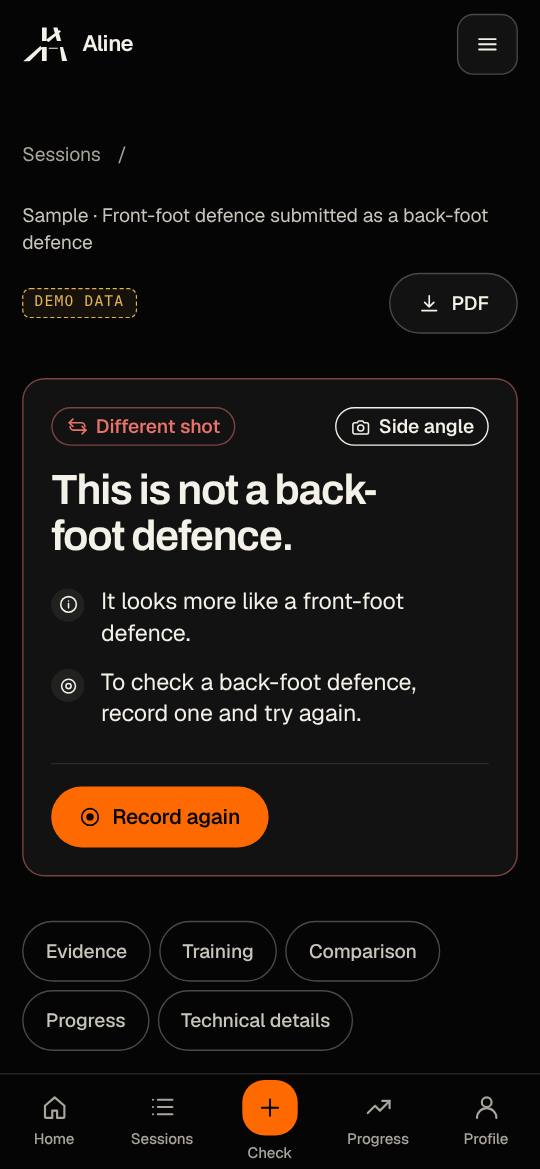 Aline
Sessions /
Sample · Front-foot defence submitted as a back-foot
defence
DEMO DATA
PDF
Different shot
Side angle
This is not a back-
foot defence.
It looks more like a front-foot
defence.
To check a back-foot defence,
record one and try again.
Record again
Evidence
Training
Comparison
Progress
Technical details
Home
Sessions
Check
Progress
Profile